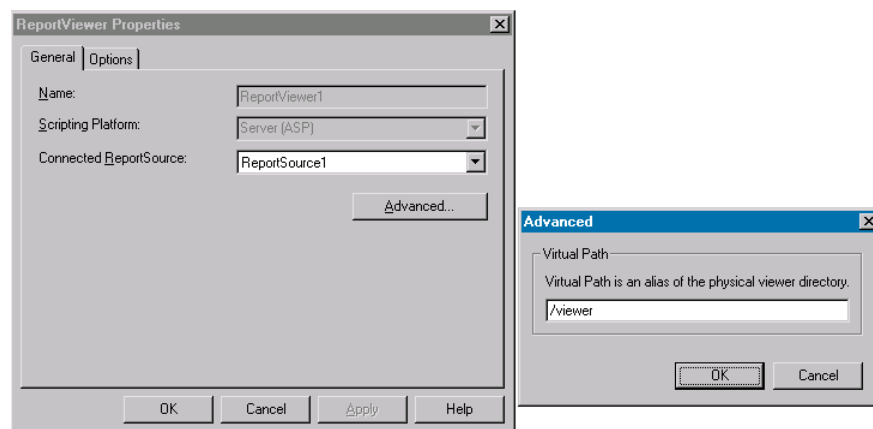 ReportViewer Properties
General Options
Name: ReportViewer1
Scripting Platform: Server (ASP)
Connected ReportSource: ReportSource1
Advanced...
OK Cancel Apply Help
Advanced
Virtual Path
Virtual Path is an alias of the physical viewer directory.
/viewer
OK Cancel